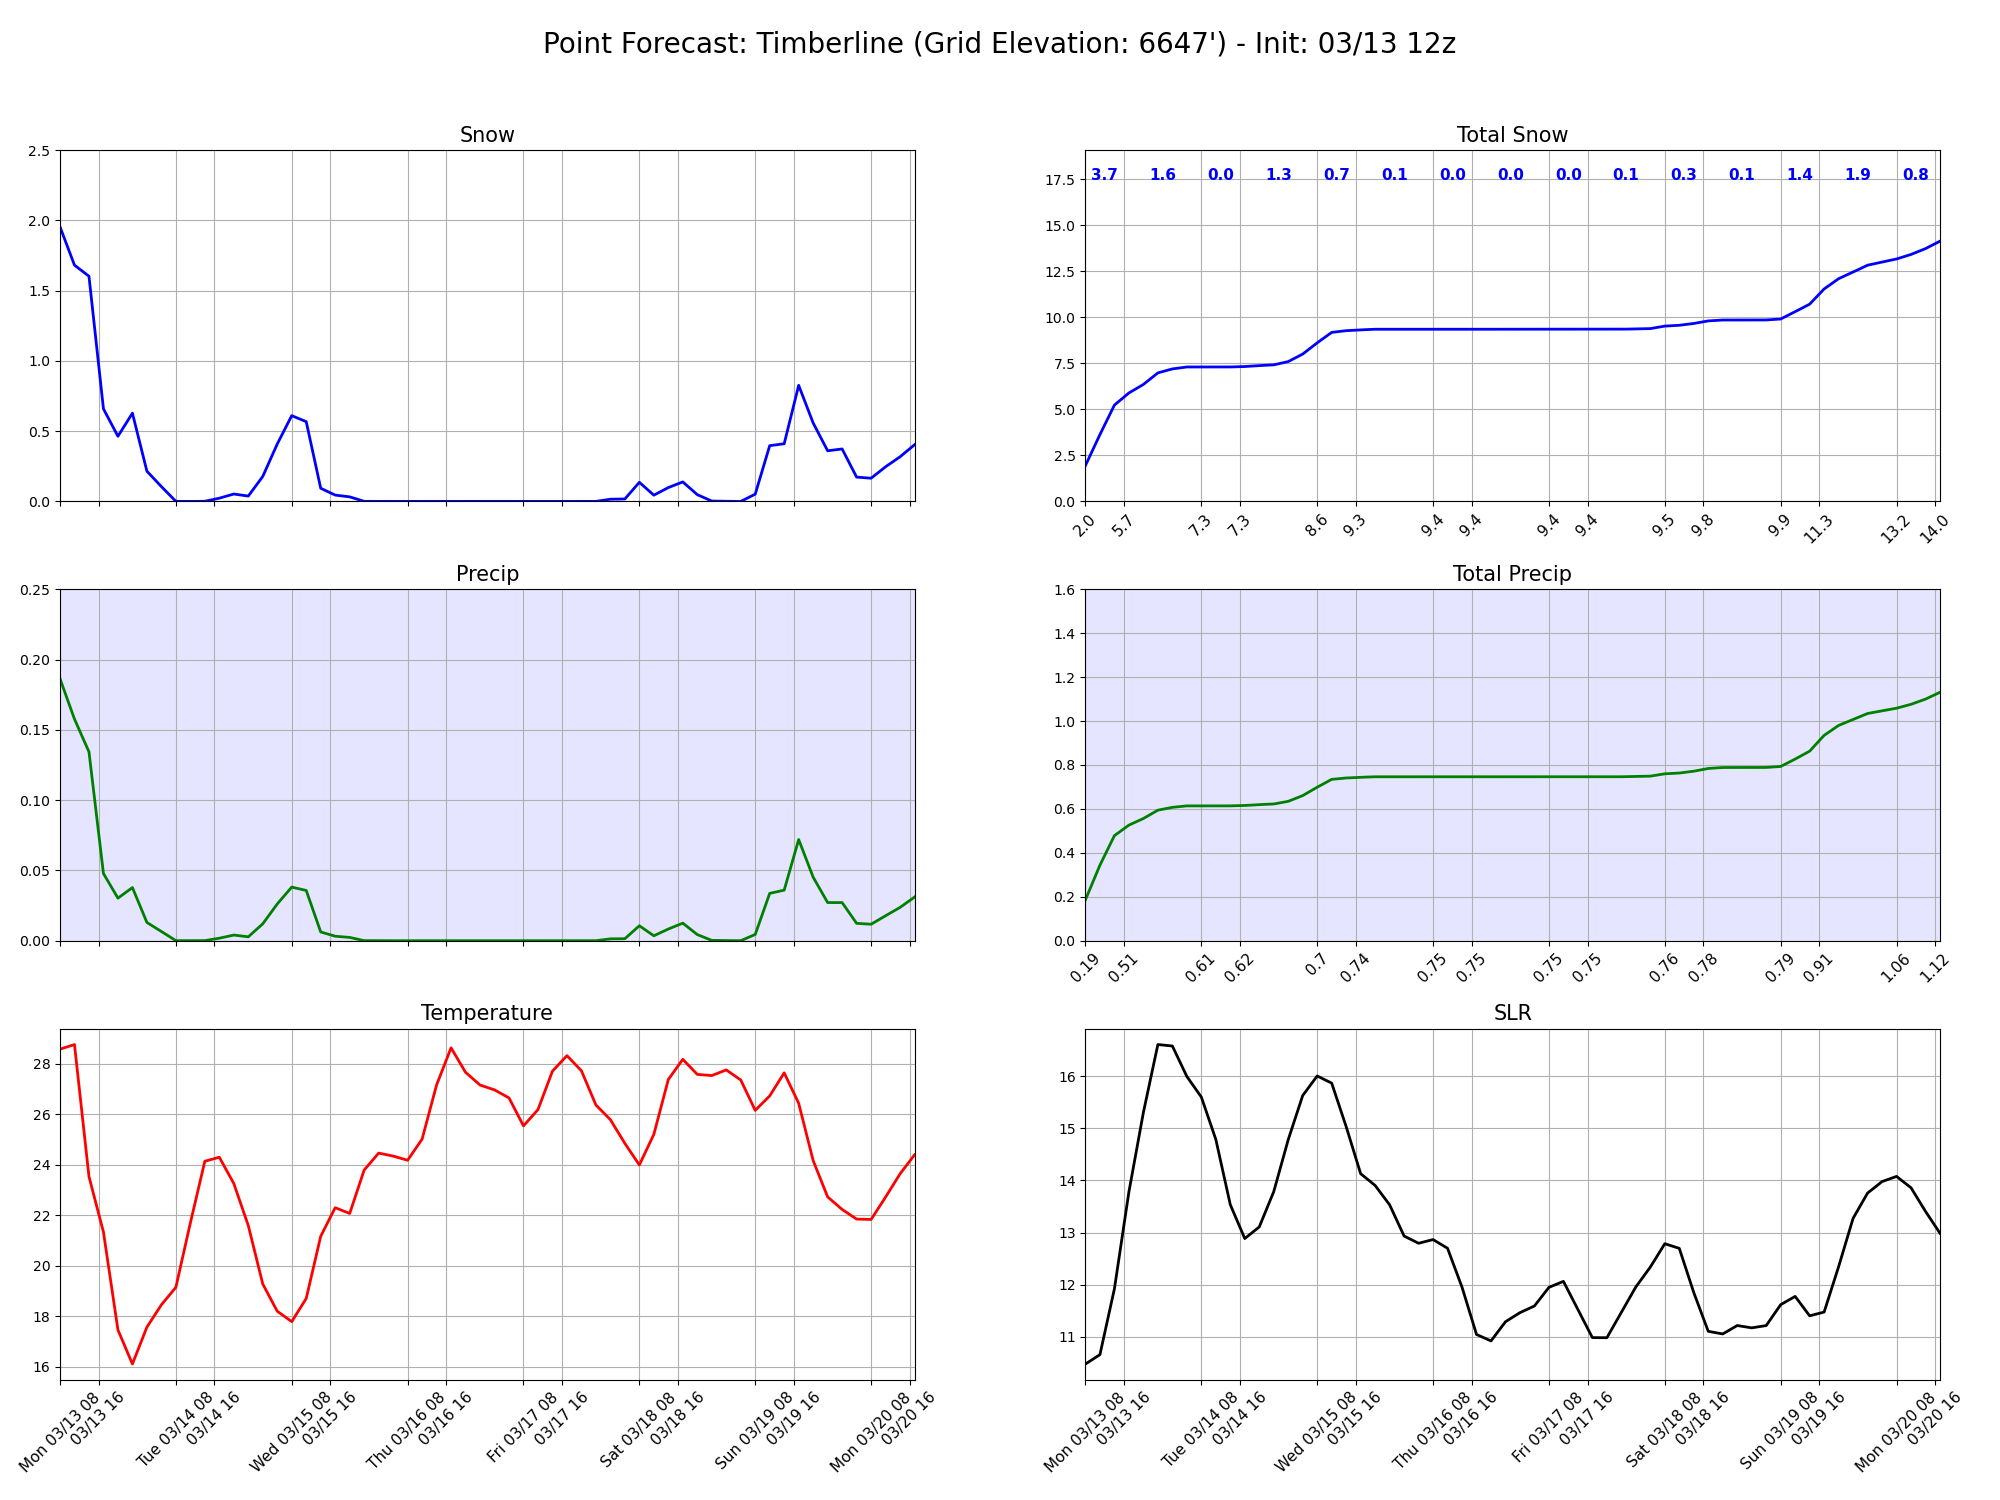 Point Forecast: Timberline (Grid Elevation: 6647') - Init: 03/13 12z
Snow
2.5
2.0
1.5
1.0
0.5
0.0
Total Snow
17.5
15.0
12.5
10.0
7.5
5.0
2.5
0.0
3.7 1.6 0.0 1.3 0.7 0.1 0.0 0.0 0.0 0.1 0.3 0.1 1.4 1.9 0.8
2.0 5.7 7.3 7.3 8.6 9.3 9.4 9.4 9.4 9.4 9.5 9.8 9.9 11.3 13.2 14.0
Precip
0.25
0.20
0.15
0.10
0.05
0.00
Total Precip
1.6
1.4
1.2
1.0
0.8
0.6
0.4
0.2
0.0
0.19 0.51 0.61 0.62 0.7 0.74 0.75 0.75 0.75 0.75 0.76 0.78 0.79 0.91 1.06 1.12
Temperature
28
26
24
22
20
18
16
Mon 03/13 08
03/13 16
Tue 03/14 08
03/14 16
Wed 03/15 08
03/15 16
Thu 03/16 08
03/16 16
Fri 03/17 08
03/17 16
Sat 03/18 08
03/18 16
Sun 03/19 08
03/19 16
Mon 03/20 08
03/20 16
SLR
16
15
14
13
12
11
Mon 03/13 08
03/13 16
Tue 03/14 08
03/14 16
Wed 03/15 08
03/15 16
Thu 03/16 08
03/16 16
Fri 03/17 08
03/17 16
Sat 03/18 08
03/18 16
Sun 03/19 08
03/19 16
Mon 03/20 08
03/20 16